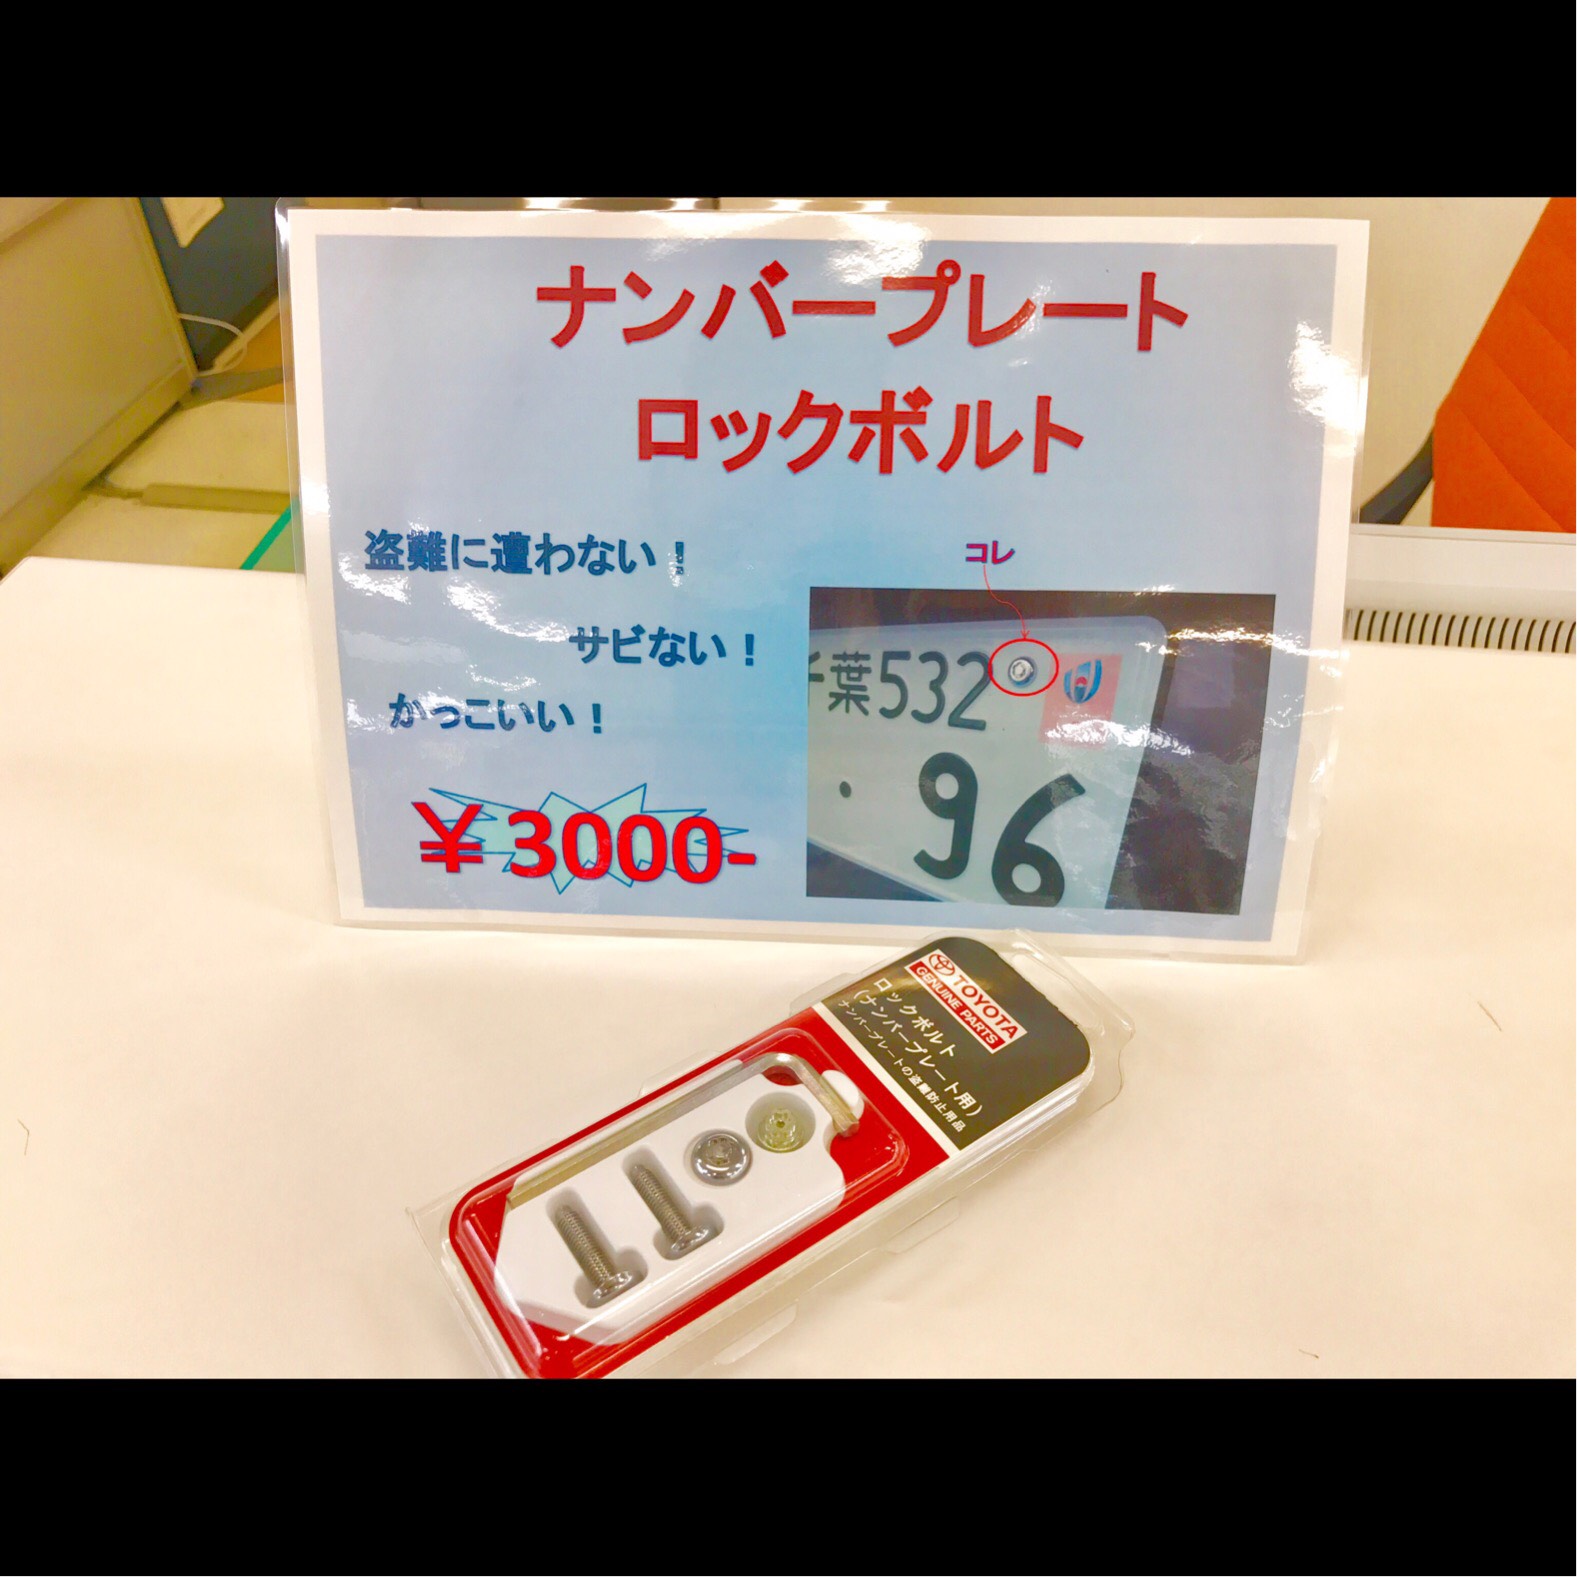 ナンバープレート
ロックボルト
盗難に遭わない！
サビない！
かっこいい！
￥3000-
コレ
葉532
・96
TOYOTA
GENUINE PARTS
ロックボルト
(ナンバープレート用)
ナンバープレートの盗難防止用品